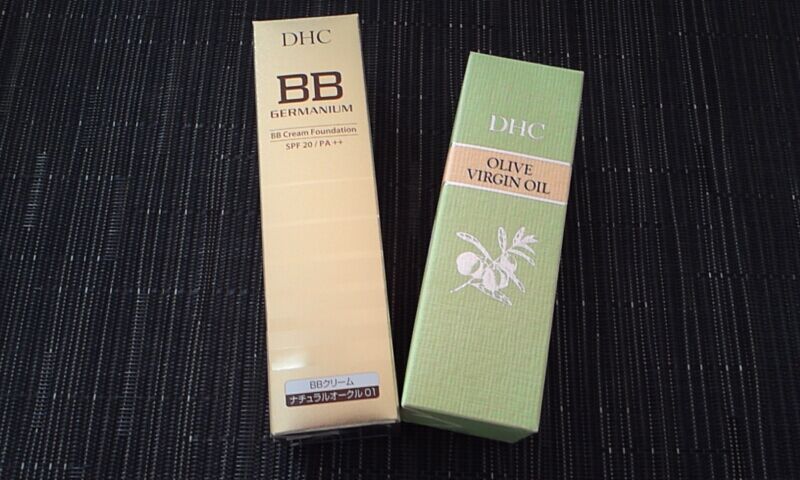 DHC
BB
GERMANIUM
BB Cream Foundation
SPF 20 / PA ++
BBクリーム
ナチュラルオークル 01
DHC
OLIVE
VIRGIN OIL